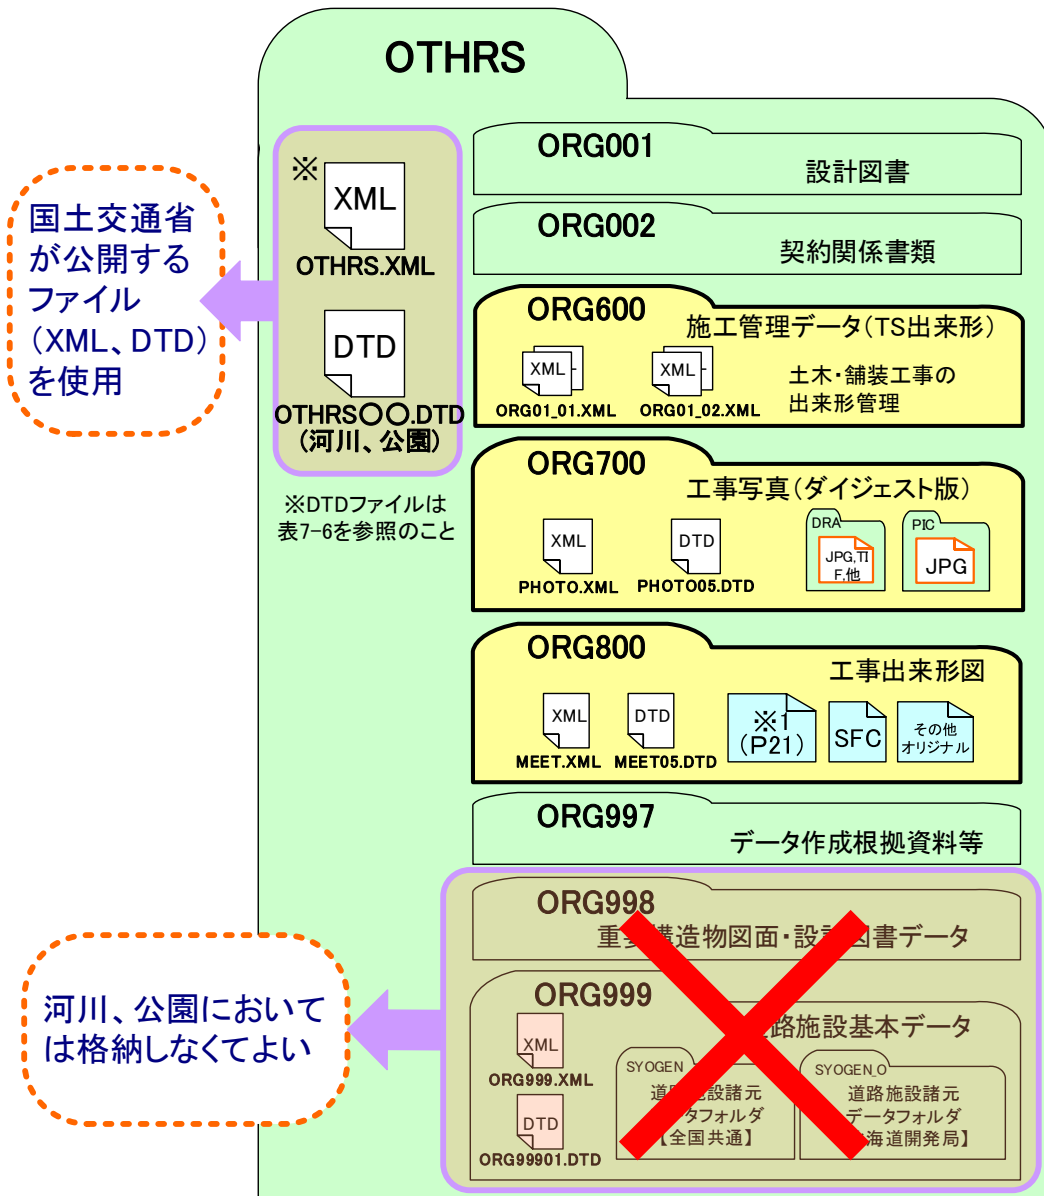 OTHRS
※
XML
OTHRS.XML
DTD
OTHRS〇〇.DTD
(河川、公園)
※DTDファイルは
表7-6を参照のこと
国土交通省
が公開する
ファイル
（XML、DTD）
を使用
ORG001
設計図書
ORG002
契約関係書類
ORG600
施工管理データ（TS出来形）
XML
ORG01_01.XML
XML
ORG01_02.XML
土木・舗装工事の
出来形管理
ORG700
工事写真（ダイジェスト版）
XML
PHOTO.XML
DTD
PHOTO05.DTD
DRA
JPG,TI
F,他
PIC
JPG
ORG800
工事出来形図
XML
MEET.XML
DTD
MEET05.DTD
※1
（P21）
SFC
その他
オリジナル
ORG997
データ作成根拠資料等
河川、公園において
は格納しなくてよい
ORG998
重要構造物図面・設計図書データ
ORG999
路施設基本データ
XML
ORG999.XML
DTD
ORG99901.DTD
SYOGEN
道路施設諸元
データフォルダ
【全国共通】
SYOGEN_O
道路施設諸元
データフォルダ
海道開発局】